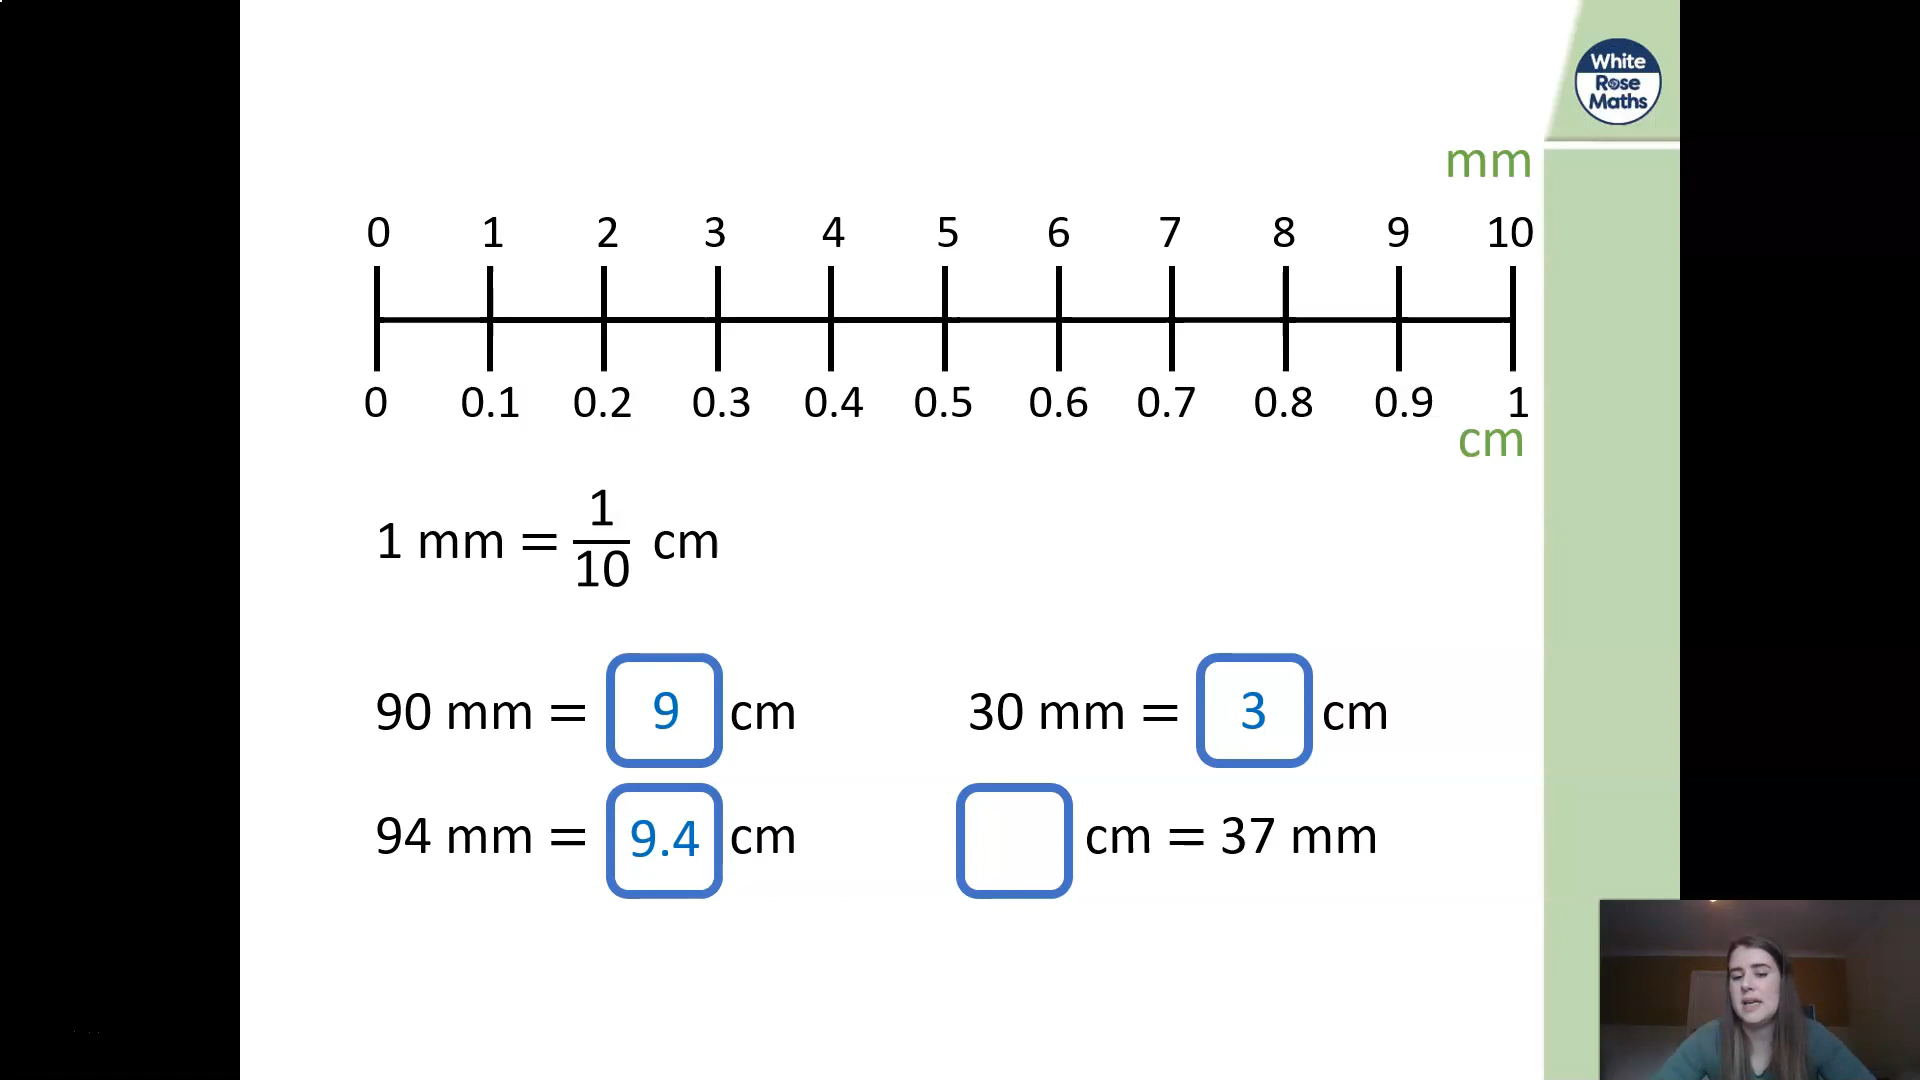 White
Rose
Maths
mm
0 1 2 3 4 5 6 7 8 9 10
0 0.1 0.2 0.3 0.4 0.5 0.6 0.7 0.8 0.9 1
cm
1 mm = 1/10 cm
90 mm = 9 cm
30 mm = 3 cm
94 mm = 9.4 cm
cm = 37 mm